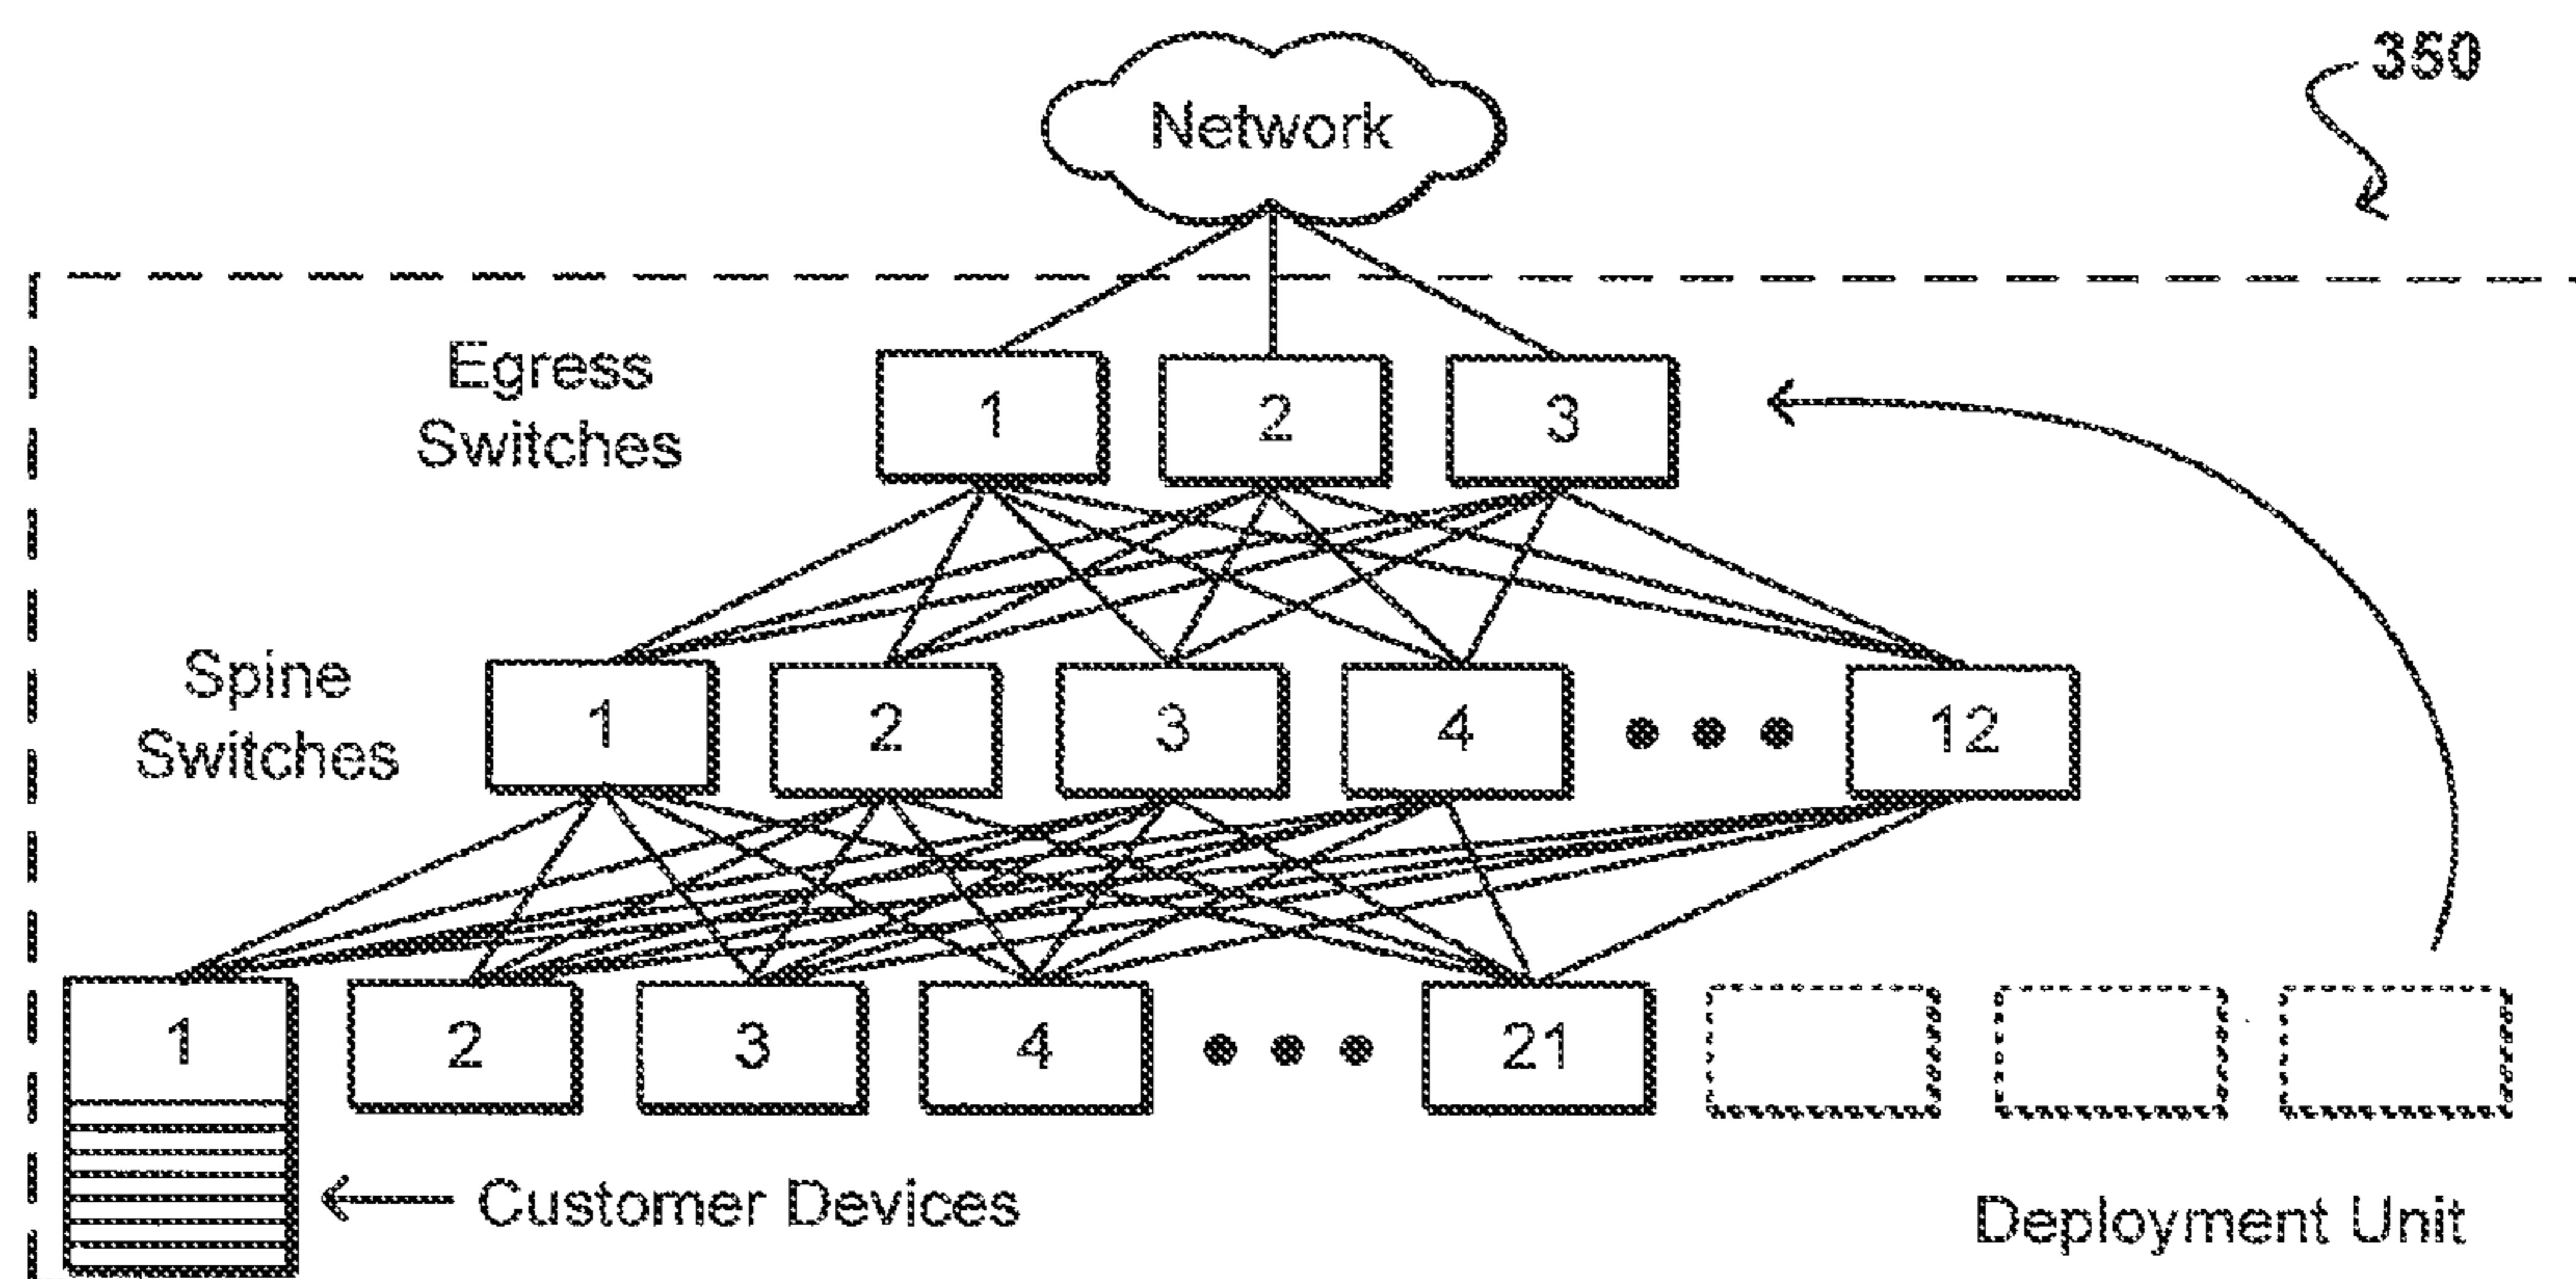 350
Network
Egress
Switches
1 2 3
Spine
Switches
1 2 3 4 12
1 2 3 4 21
Customer Devices
Deployment Unit